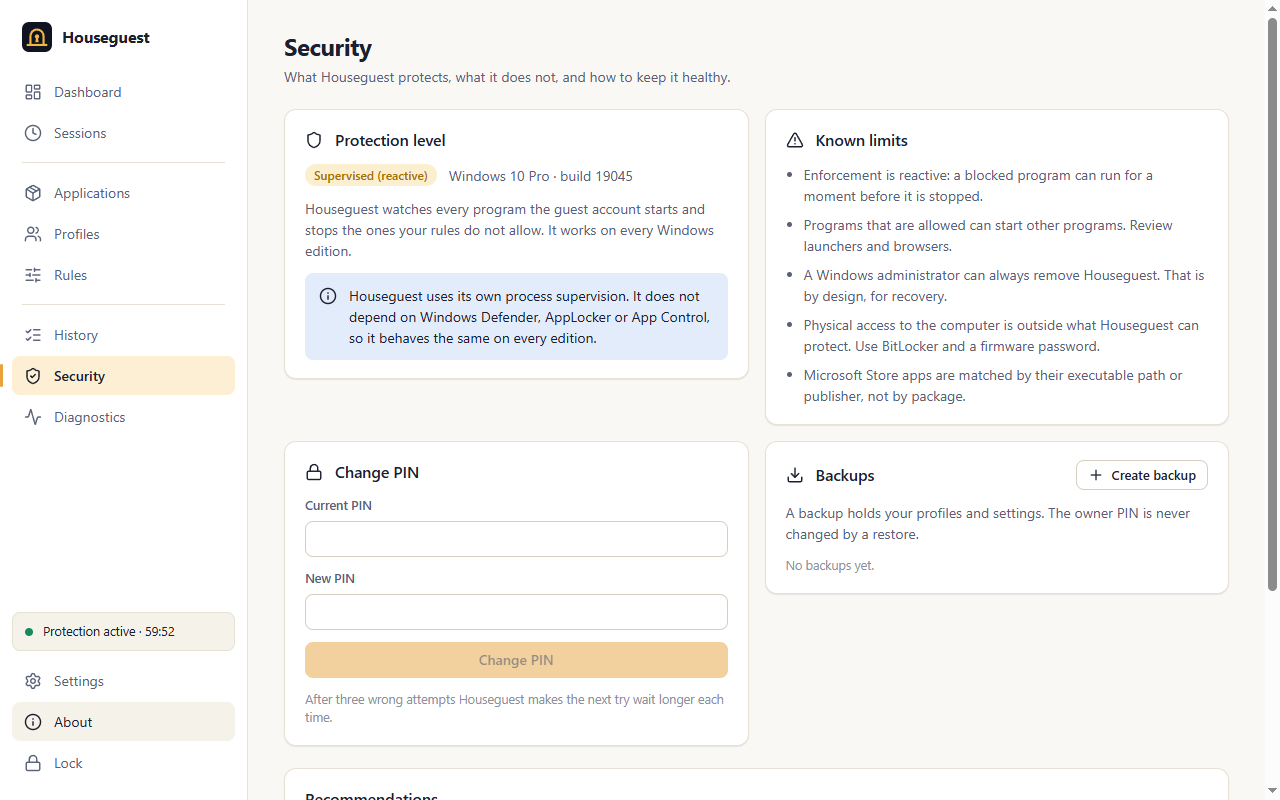 Houseguest
Dashboard
Sessions
Applications
Profiles
Rules
History
Security
Diagnostics
Protection active · 59:52
Settings
About
Lock
Security
What Houseguest protects, what it does not, and how to keep it healthy.
Protection level
Supervised (reactive) Windows 10 Pro · build 19045
Houseguest watches every program the guest account starts and
stops the ones your rules do not allow. It works on every Windows
edition.
Houseguest uses its own process supervision. It does not
depend on Windows Defender, AppLocker or App Control,
so it behaves the same on every edition.
Known limits
• Enforcement is reactive: a blocked program can run for a
moment before it is stopped.
• Programs that are allowed can start other programs. Review
launchers and browsers.
• A Windows administrator can always remove Houseguest. That is
by design, for recovery.
• Physical access to the computer is outside what Houseguest can
protect. Use BitLocker and a firmware password.
• Microsoft Store apps are matched by their executable path or
publisher, not by package.
Change PIN
Current PIN
New PIN
Change PIN
After three wrong attempts Houseguest makes the next try wait longer each
time.
Backups
Create backup
A backup holds your profiles and settings. The owner PIN is never
changed by a restore.
No backups yet.
Recommendations